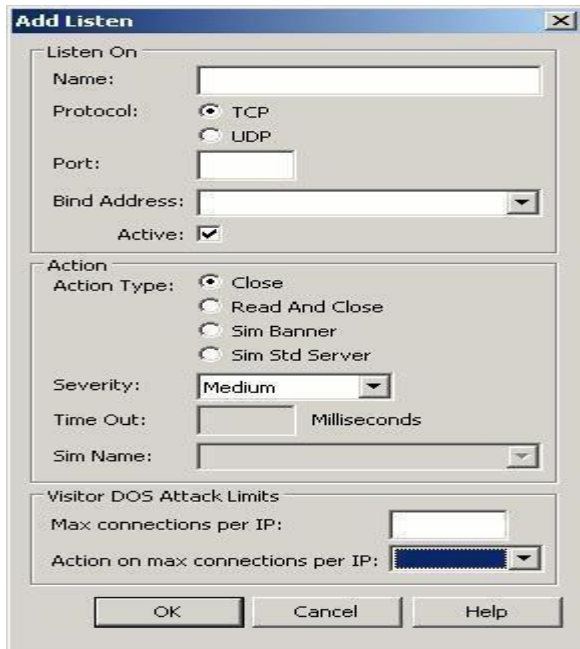 Add Listen
Listen On
Name:
Protocol: TCP
UDP
Port:
Bind Address:
Active:
Action
Action Type: Close
Read And Close
Sim Banner
Sim Std Server
Severity: Medium
Time Out: Milliseconds
Sim Name:
Visitor DOS Attack Limits
Max connections per IP:
Action on max connections per IP:
OK Cancel Help